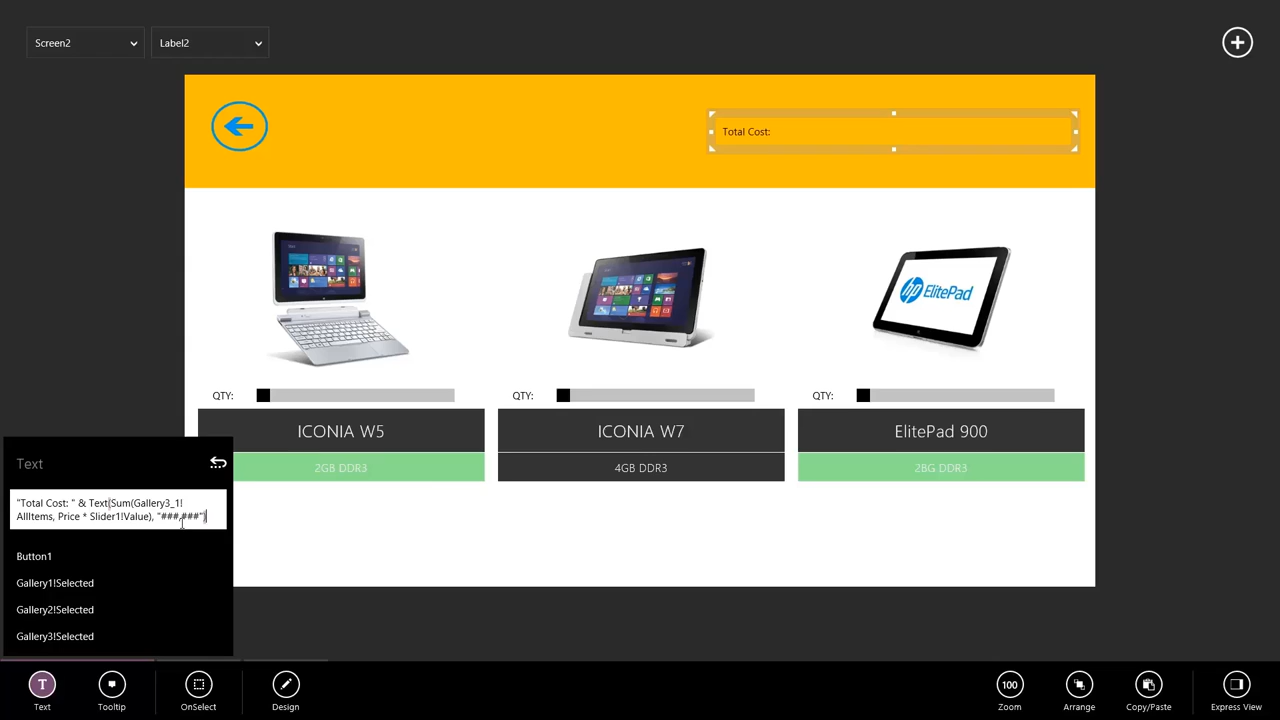 Screen2
Label2
Total Cost:
hp EliTEPad
QTY:
QTY:
QTY:
ICONIA W5
ICONIA W7
ElitePad 900
2GB DDR3
4GB DDR3
2BG DDR3
Text
"Total Cost: " & Text(Sum(Gallery3_1!
AllItems, Price * Slider1!Value), "###,###")
Button1
Gallery1!Selected
Gallery2!Selected
Gallery3!Selected
T
Text
Tooltip
OnSelect
Design
100
Zoom
Arrange
Copy/Paste
Express View